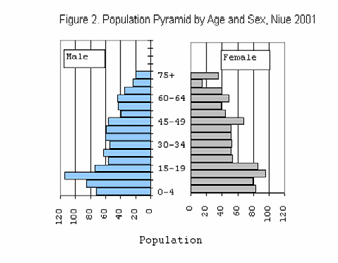 Figure 2. Population Pyramid by Age and Sex, Niue 2001
Male
Female
75+
60-64
45-49
30-34
15-19
0-4
120 100 80 60 40 20 0
0 20 40 60 80 100 120
Population